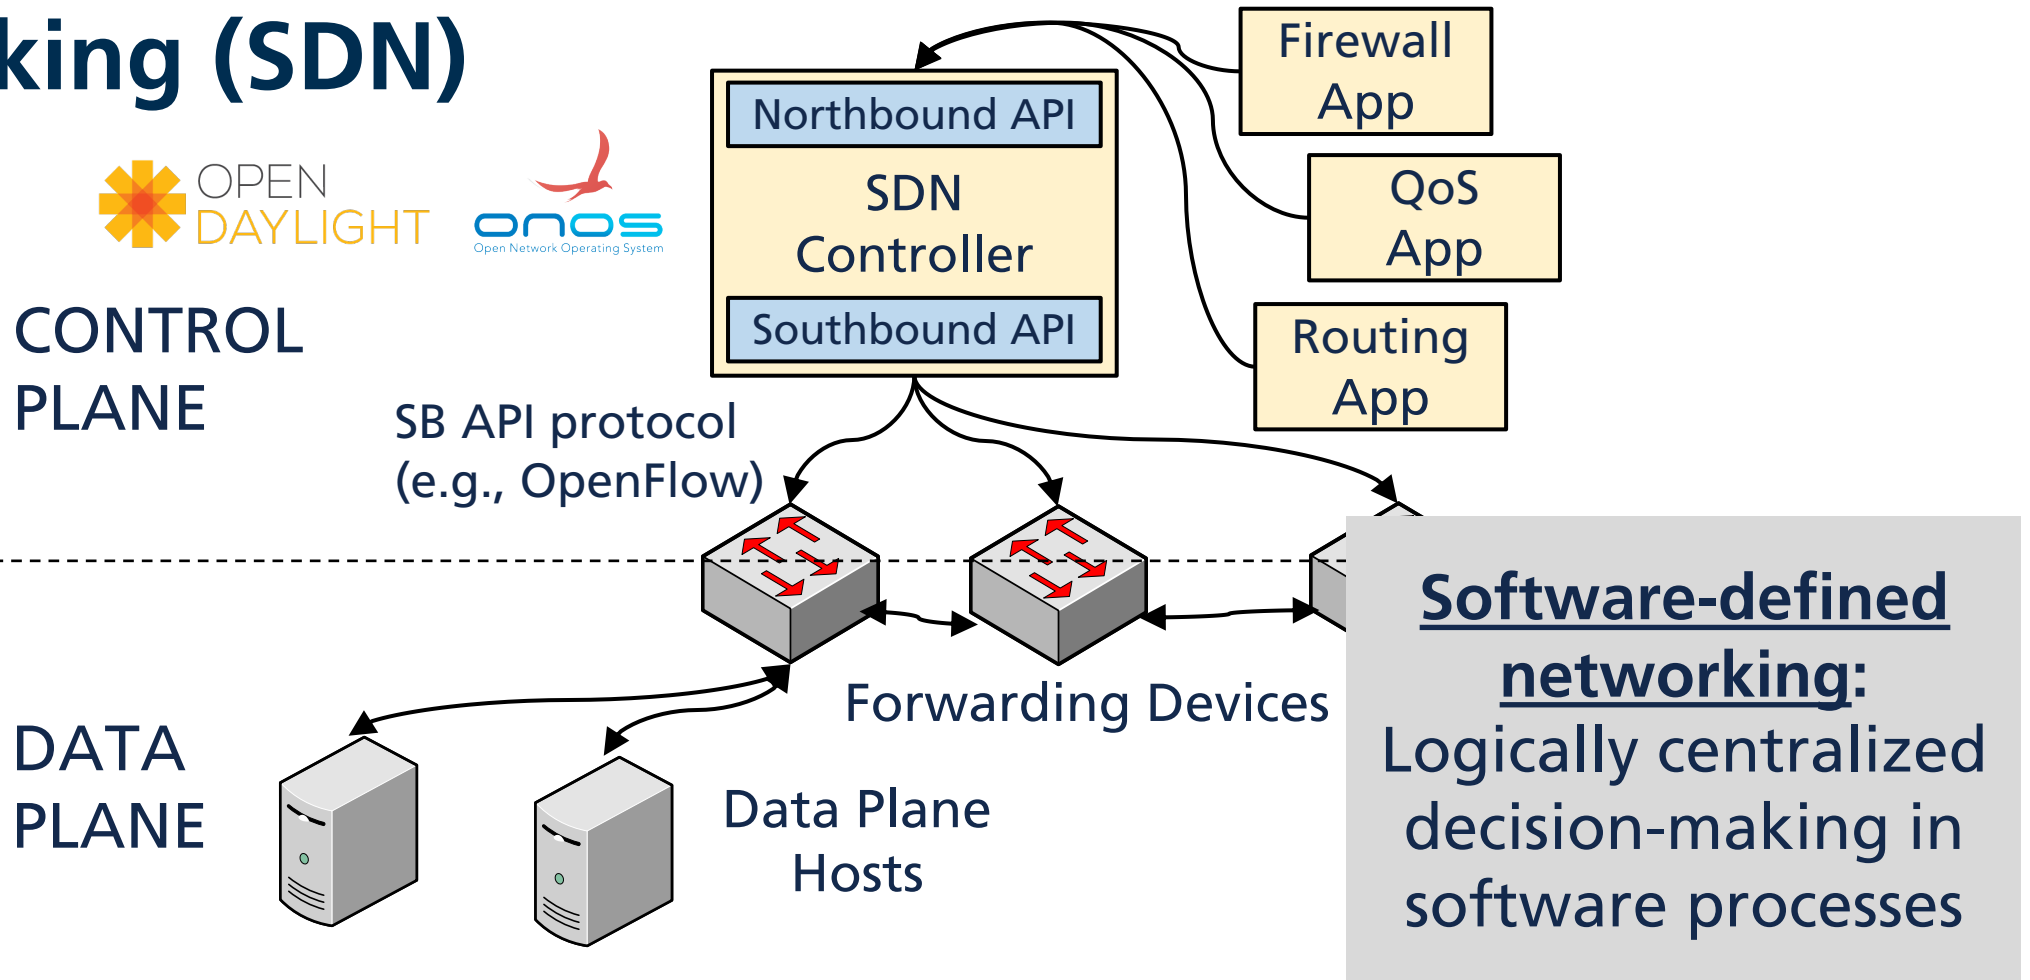 king (SDN)
OPEN
DAYLIGHT
onos
Open Network Operating System
Northbound API
SDN
Controller
Southbound API
Firewall
App
QoS
App
Routing
App
CONTROL
PLANE
SB API protocol
(e.g., OpenFlow)
Forwarding Devices
DATA
PLANE
Data Plane
Hosts
Software-defined
networking:
Logically centralized
decision-making in
software processes